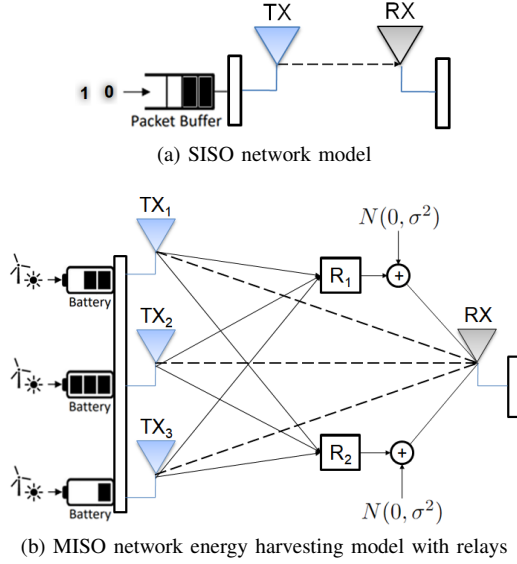 TX RX
1 0
Packet Buffer
(a) SISO network model
TX₁ N(0, σ²)
Battery
R₁ +
RX
TX₂
Battery
TX₃
R₂ +
Battery
N(0, σ²)
(b) MISO network energy harvesting model with relays